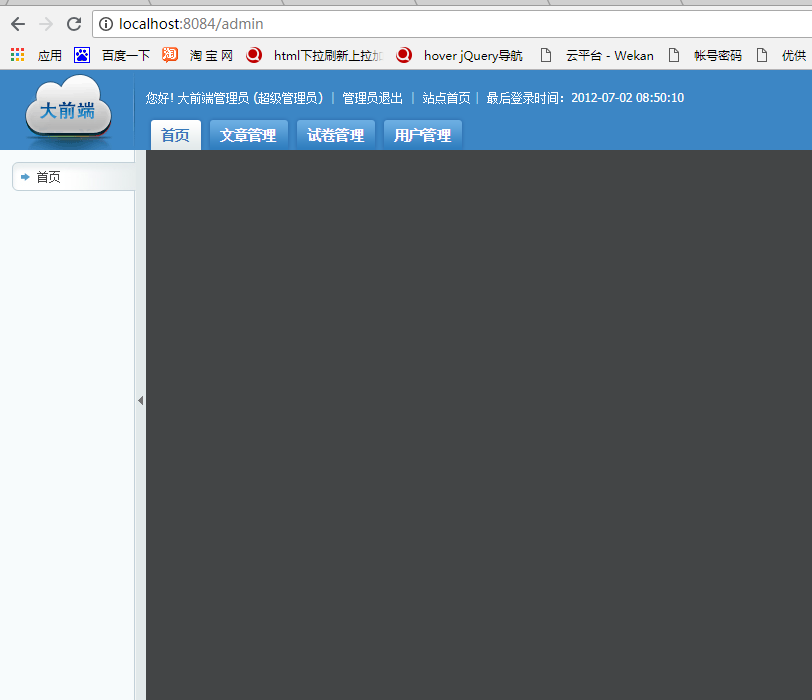 localhost:8084/admin
应用 百度一下 淘 宝 网 html下拉刷新上拉加 hover jQuery导航 云平台 - Wekan 帐号密码 优供
大前端
您好! 大前端管理员 (超级管理员) | 管理员退出 | 站点首页 | 最后登录时间：2012-07-02 08:50:10
首页 文章管理 试卷管理 用户管理
首页